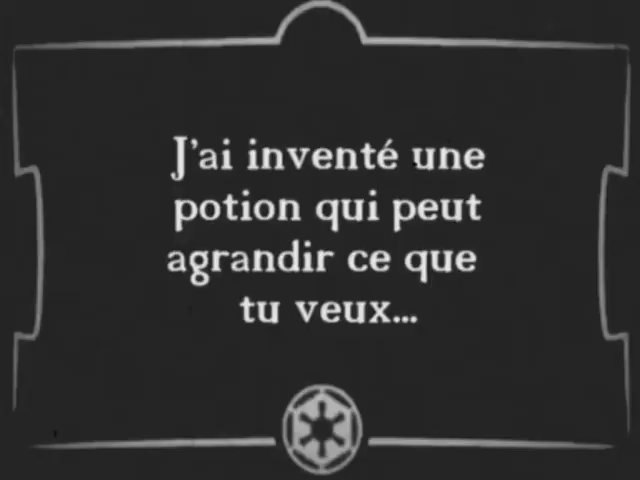 J'ai inventé une
potion qui peut
agrandir ce que
tu veux...